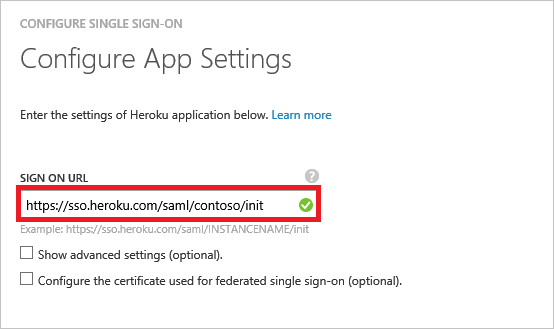 CONFIGURE SINGLE SIGN-ON
Configure App Settings
Enter the settings of Heroku application below. Learn more
SIGN ON URL ?
https://sso.heroku.com/saml/contoso/init
Example: https://sso.heroku.com/saml/INSTANCENAME/init
Show advanced settings (optional).
Configure the certificate used for federated single sign-on (optional).